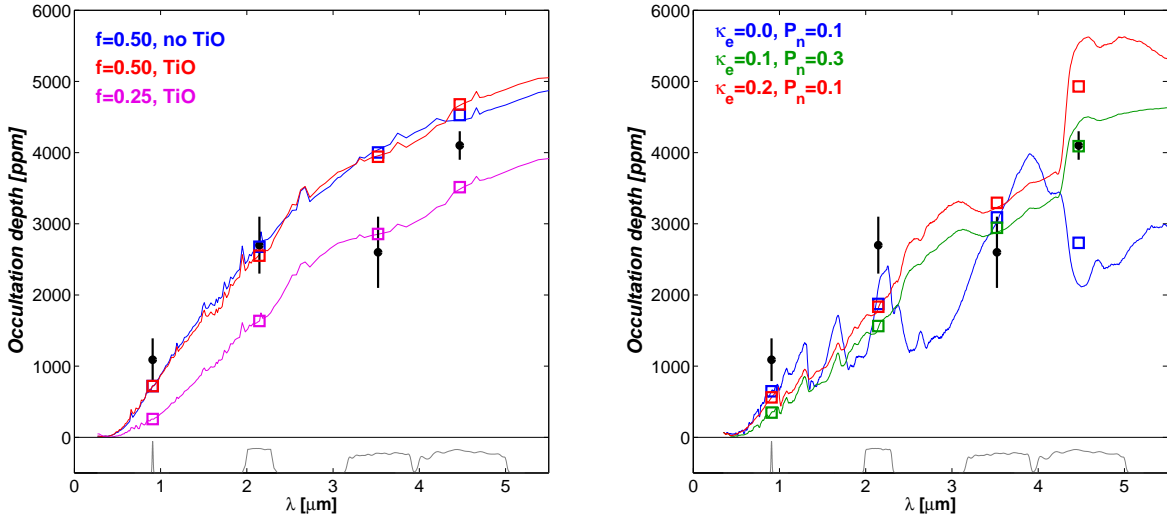 6000
5000
4000
3000
2000
1000
0
Occultation depth [ppm]
f=0.50, no TiO
f=0.50, TiO
f=0.25, TiO
0 1 2 3 4 5
λ [μm]
6000
5000
4000
3000
2000
1000
0
Occultation depth [ppm]
κe=0.0, Pn=0.1
κe=0.1, Pn=0.3
κe=0.2, Pn=0.1
0 1 2 3 4 5
λ [μm]